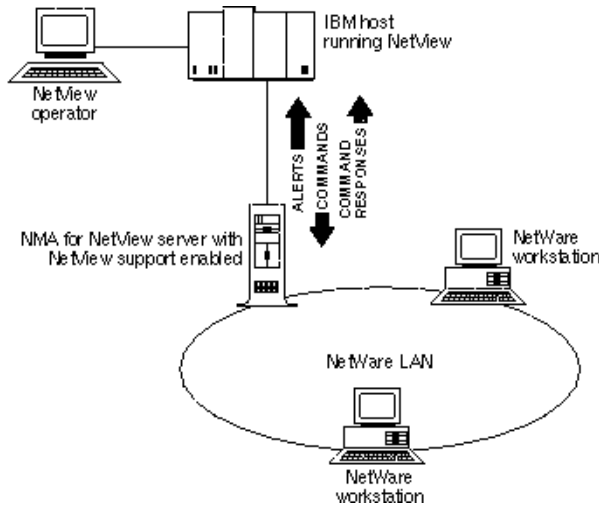 IBM host
running NetView
NetView
operator
ALERTS
COMMANDS
COMMAND
RESPONSES
NMA for NetView server with
NetView support enabled
NetWare
workstation
NetWare LAN
NetWare
workstation